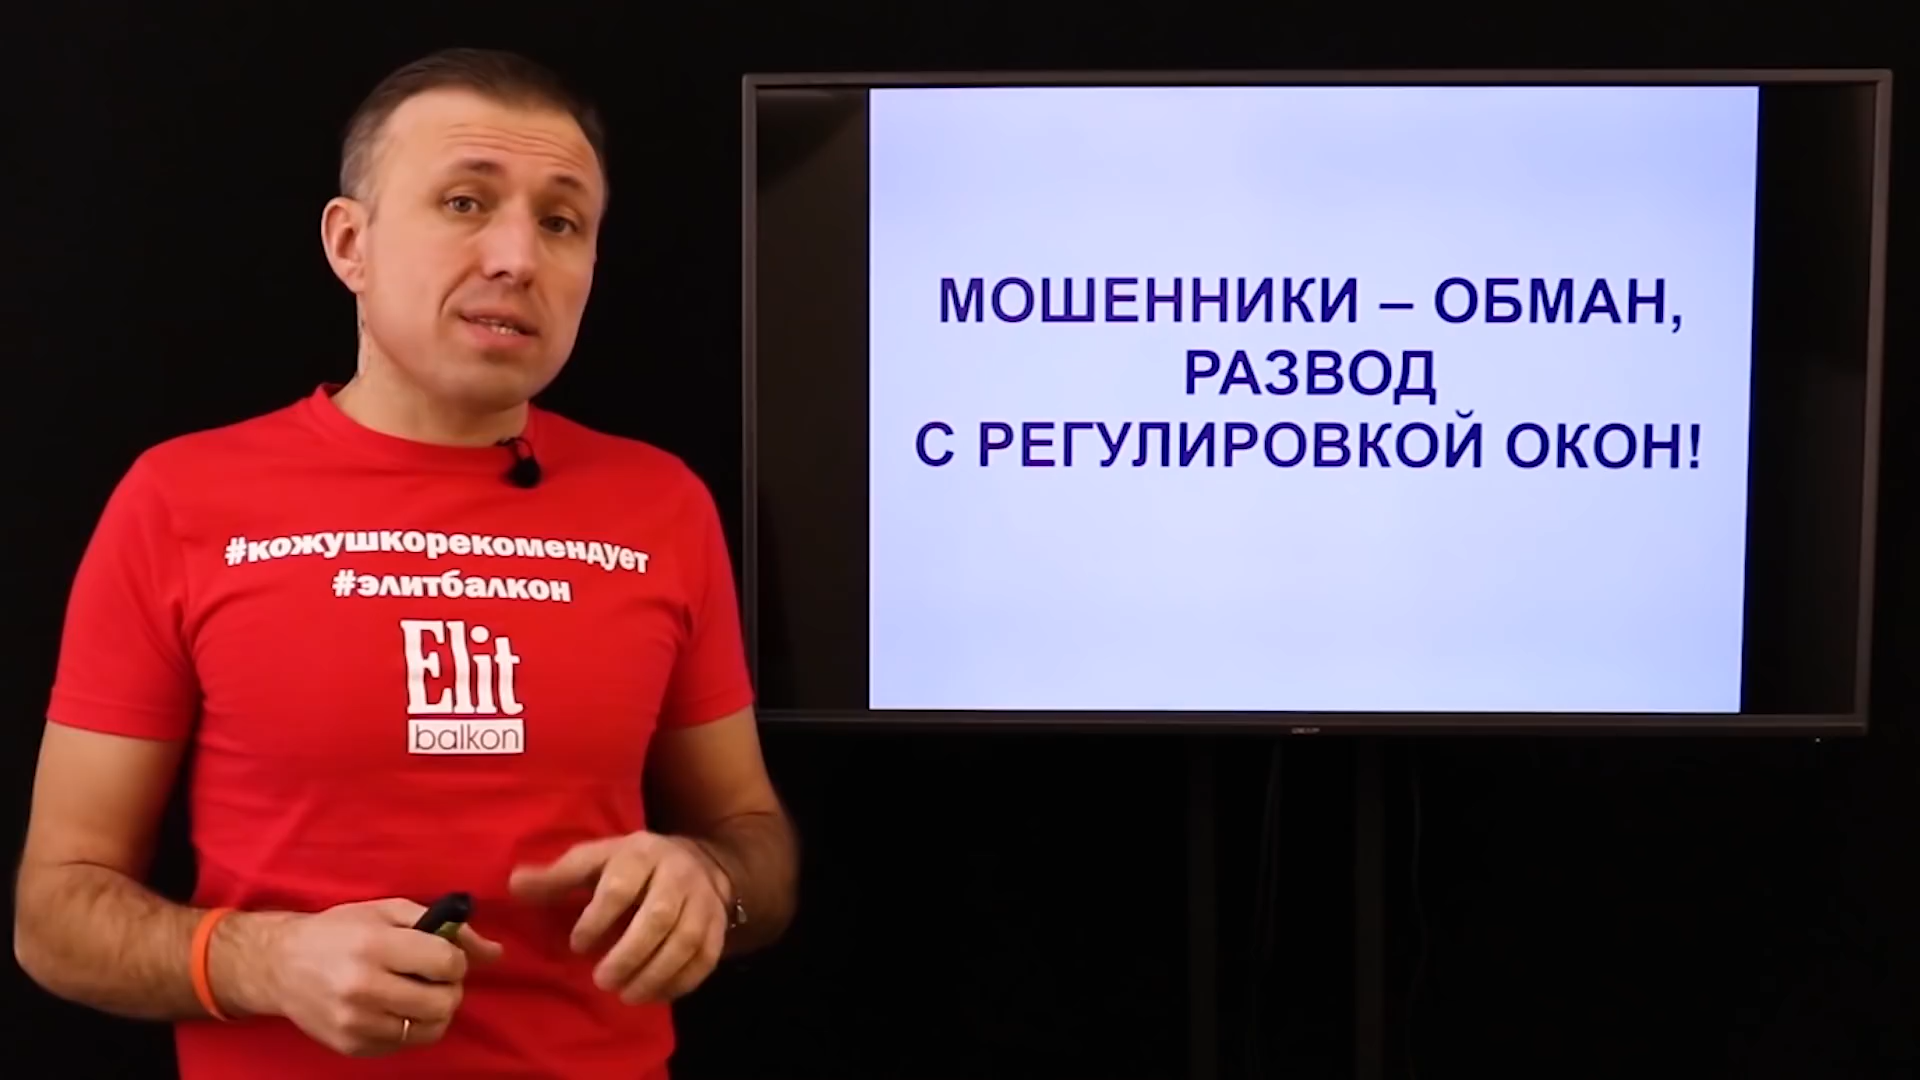 МОШЕННИКИ – ОБМАН,
РАЗВОД
С РЕГУЛИРОВКОЙ ОКОН!
#кожушкорекомендует
#элитбалкон
Elit
balkon